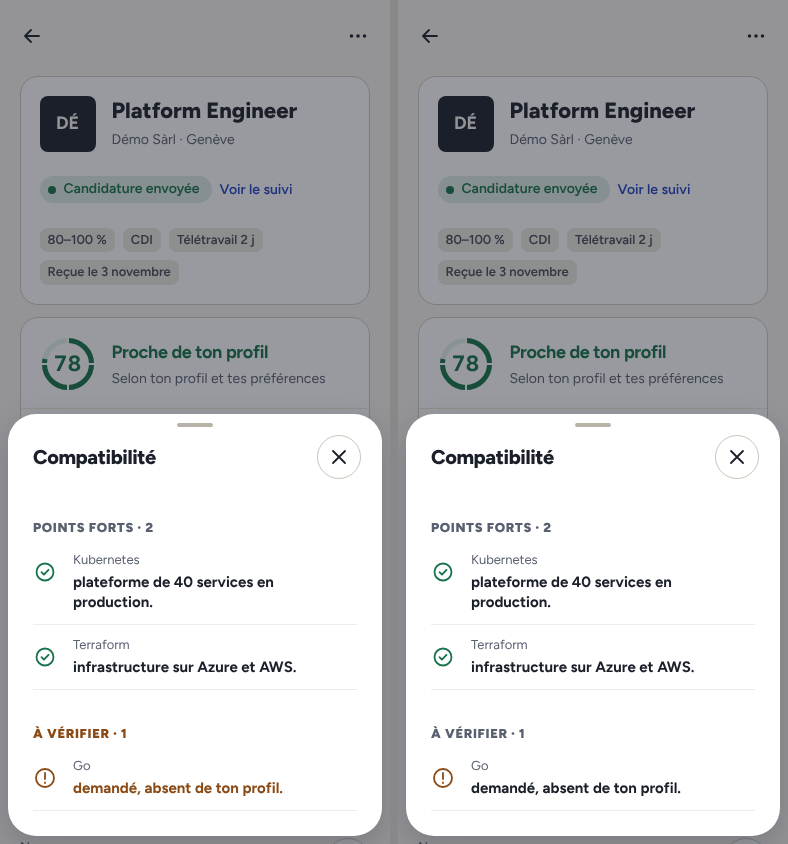 DÉ
Platform Engineer
Démo Sàrl · Genève
Candidature envoyée
Voir le suivi
80–100 %
CDI
Télétravail 2 j
Reçue le 3 novembre
78
Proche de ton profil
Selon ton profil et tes préférences
Compatibilité
POINTS FORTS · 2
Kubernetes
plateforme de 40 services en
production.
Terraform
infrastructure sur Azure et AWS.
À VÉRIFIER · 1
Go
demandé, absent de ton profil.
DÉ
Platform Engineer
Démo Sàrl · Genève
Candidature envoyée
Voir le suivi
80–100 %
CDI
Télétravail 2 j
Reçue le 3 novembre
78
Proche de ton profil
Selon ton profil et tes préférences
Compatibilité
POINTS FORTS · 2
Kubernetes
plateforme de 40 services en
production.
Terraform
infrastructure sur Azure et AWS.
À VÉRIFIER · 1
Go
demandé, absent de ton profil.